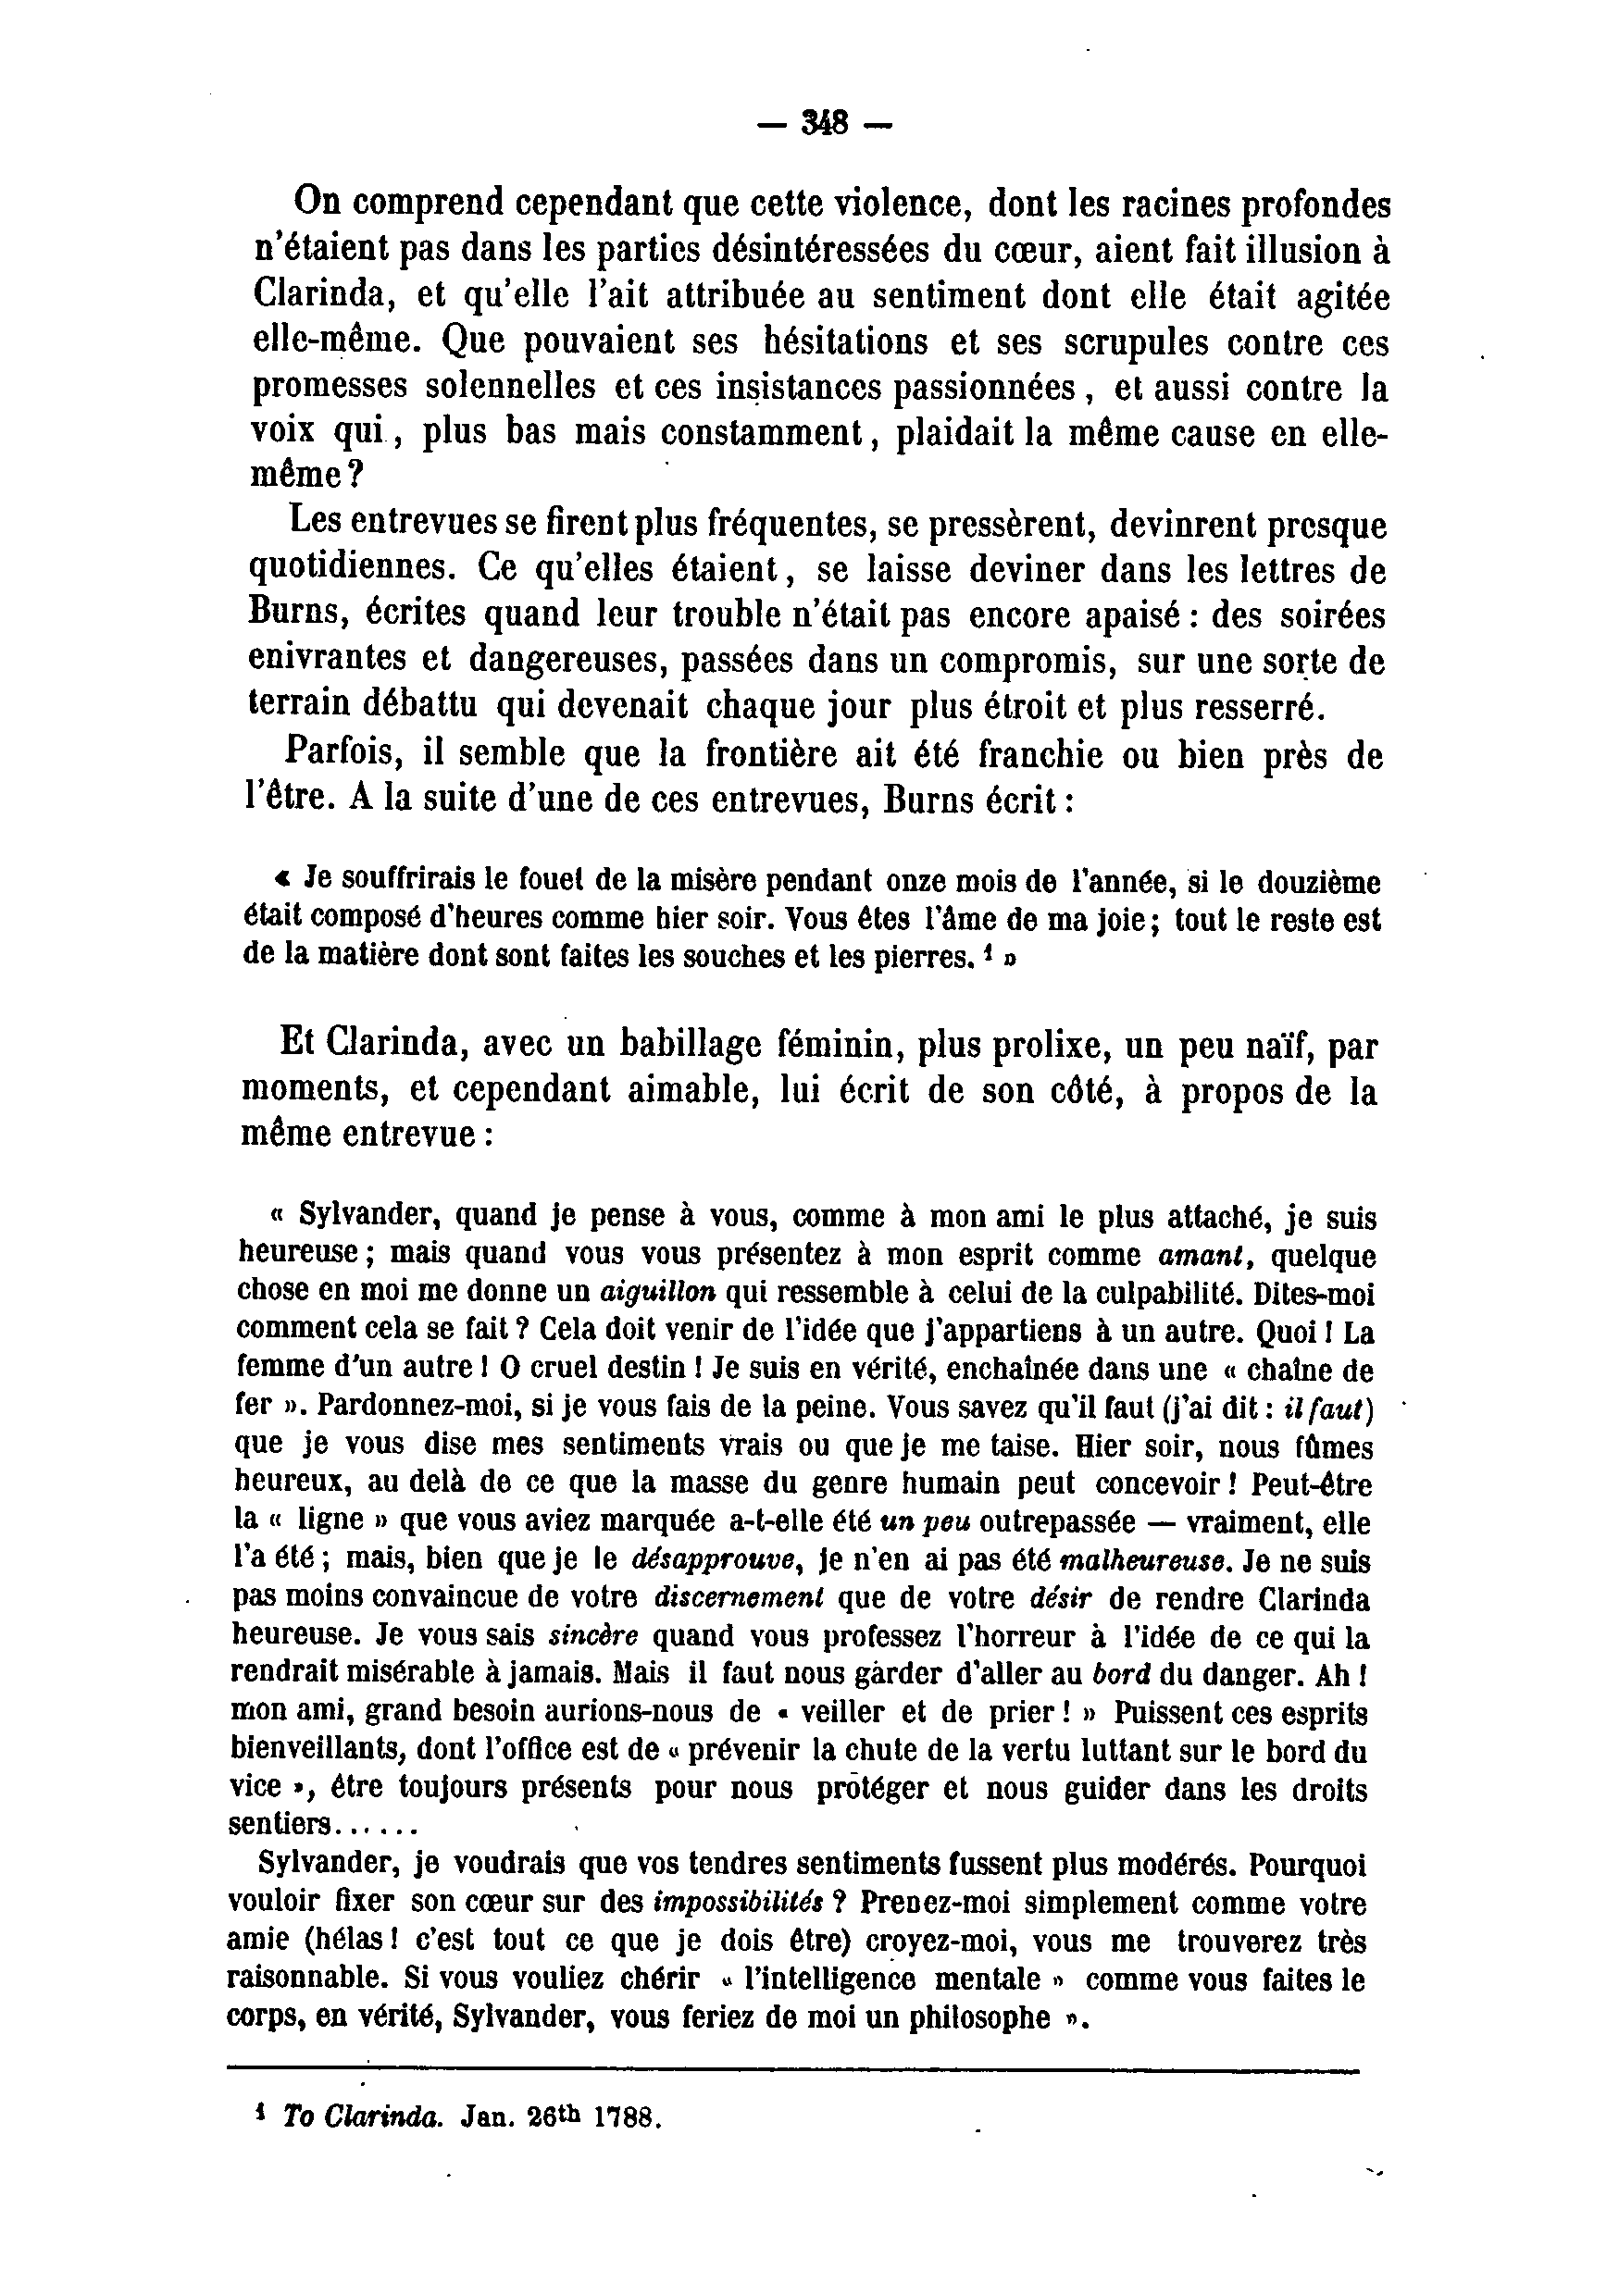 — 348 —
On comprend cependant que cette violence, dont les racines profondes
n'étaient pas dans les parties désintéressées du cœur, aient fait illusion à
Clarinda, et qu'elle l'ait attribuée au sentiment dont elle était agitée
elle-même. Que pouvaient ses hésitations et ses scrupules contre ces
promesses solennelles et ces insistances passionnées, et aussi contre la
voix qui, plus bas mais constamment, plaidait la même cause en elle-
même ?
Les entrevues se firent plus fréquentes, se pressèrent, devinrent presque
quotidiennes. Ce qu'elles étaient, se laisse deviner dans les lettres de
Burns, écrites quand leur trouble n'était pas encore apaisé : des soirées
enivrantes et dangereuses, passées dans un compromis, sur une sorte de
terrain débattu qui devenait chaque jour plus étroit et plus resserré.
Parfois, il semble que la frontière ait été franchie ou bien près de
l'être. A la suite d'une de ces entrevues, Burns écrit :
« Je souffrirais le fouet de la misère pendant onze mois de l'année, si le douzième
était composé d'heures comme hier soir. Vous êtes l'âme de ma joie ; tout le reste est
de la matière dont sont faites les souches et les pierres. ¹ »
Et Clarinda, avec un babillage féminin, plus prolixe, un peu naïf, par
moments, et cependant aimable, lui écrit de son côté, à propos de la
même entrevue :
« Sylvander, quand je pense à vous, comme à mon ami le plus attaché, je suis
heureuse ; mais quand vous vous présentez à mon esprit comme amant, quelque
chose en moi me donne un aiguillon qui ressemble à celui de la culpabilité. Dites-moi
comment cela se fait ? Cela doit venir de l'idée que j'appartiens à un autre. Quoi ! La
femme d'un autre ! O cruel destin ! Je suis en vérité, enchaînée dans une « chaîne de
fer ». Pardonnez-moi, si je vous fais de la peine. Vous savez qu'il faut (j'ai dit : il faut)
que je vous dise mes sentiments vrais ou que je me taise. Hier soir, nous fûmes
heureux, au delà de ce que la masse du genre humain peut concevoir ! Peut-être
la « ligne » que vous aviez marquée a-t-elle été un peu outrepassée — vraiment, elle
l'a été ; mais, bien que je le désapprouve, je n'en ai pas été malheureuse. Je ne suis
pas moins convaincue de votre discernement que de votre désir de rendre Clarinda
heureuse. Je vous sais sincère quand vous professez l'horreur à l'idée de ce qui la
rendrait misérable à jamais. Mais il faut nous garder d'aller au bord du danger. Ah !
mon ami, grand besoin aurions-nous de « veiller et de prier ! » Puissent ces esprits
bienveillants, dont l'office est de « prévenir la chute de la vertu luttant sur le bord du
vice », être toujours présents pour nous protéger et nous guider dans les droits
sentiers......
Sylvander, je voudrais que vos tendres sentiments fussent plus modérés. Pourquoi
vouloir fixer son cœur sur des impossibilités ? Prenez-moi simplement comme votre
amie (hélas ! c'est tout ce que je dois être) croyez-moi, vous me trouverez très
raisonnable. Si vous vouliez chérir « l'intelligence mentale » comme vous faites le
corps, en vérité, Sylvander, vous feriez de moi un philosophe ».
¹ To Clarinda. Jan. 26th 1788.